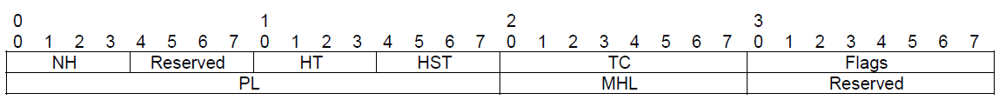 0 1 2 3
0 1 2 3 4 5 6 7 0 1 2 3 4 5 6 7 0 1 2 3 4 5 6 7 0 1 2 3 4 5 6 7
NH Reserved HT HST TC Flags
PL MHL Reserved